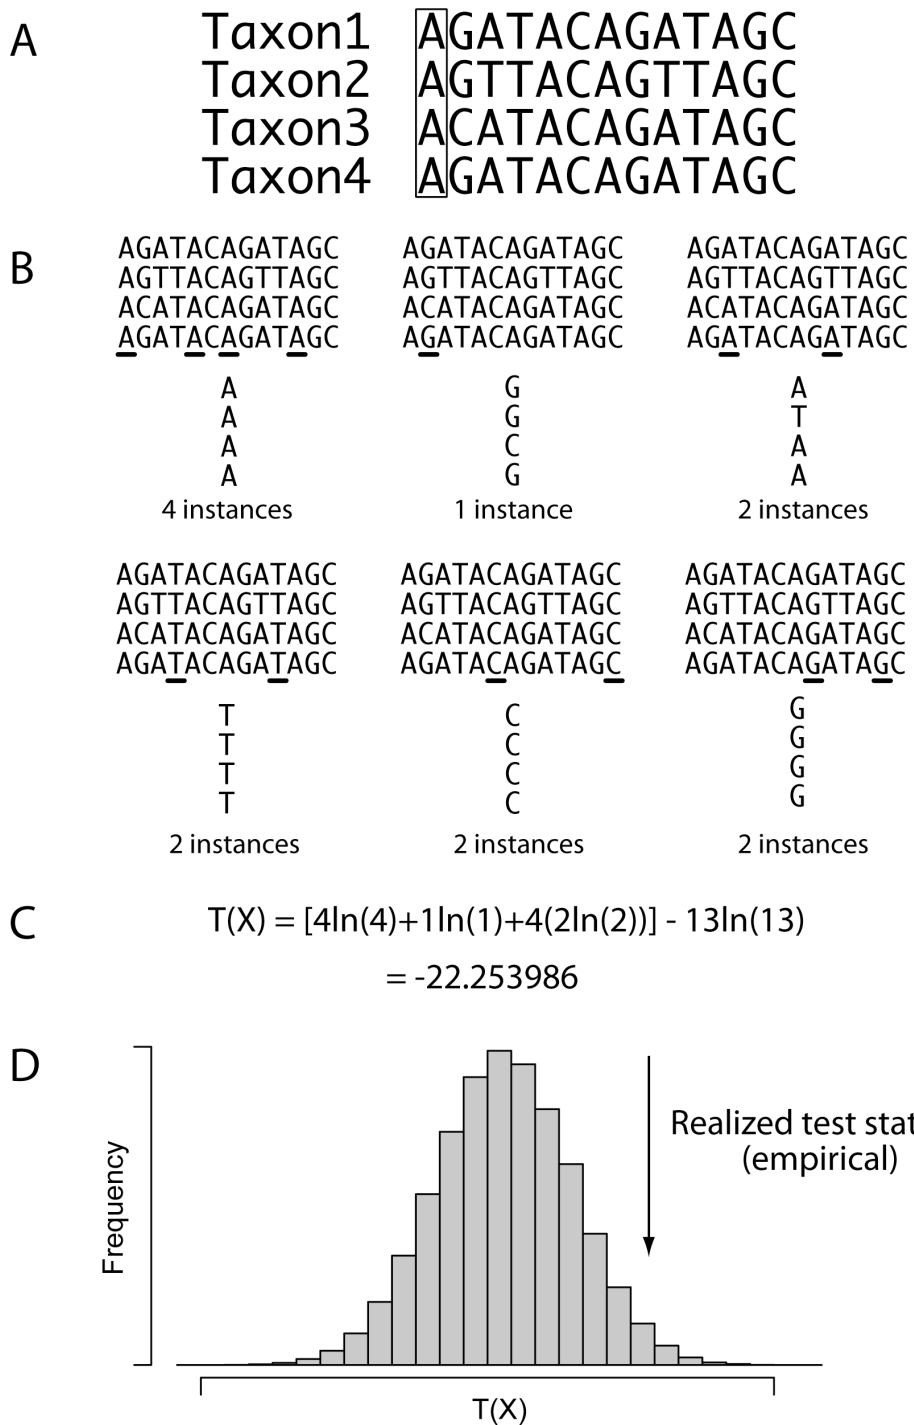 A
Taxon1 AGATACAGATAGC
Taxon2 AGTTACAGTTAGC
Taxon3 ACATACAGATAGC
Taxon4 AGATACAGATAGC
B
AGATACAGATAGC AGATACAGATAGC AGATACAGATAGC
AGTTACAGTTAGC AGTTACAGTTAGC AGTTACAGTTAGC
ACATACAGATAGC ACATACAGATAGC ACATACAGATAGC
AGATACAGATAGC AGATACAGATAGC AGATACAGATAGC
A G A
A G T
A C A
A G A
4 instances 1 instance 2 instances
AGATACAGATAGC AGATACAGATAGC AGATACAGATAGC
AGTTACAGTTAGC AGTTACAGTTAGC AGTTACAGTTAGC
ACATACAGATAGC ACATACAGATAGC ACATACAGATAGC
AGATACAGATAGC AGATACAGATAGC AGATACAGATAGC
T C G
T C G
T C G
T C G
2 instances 2 instances 2 instances
C
T(X) = [4ln(4)+1ln(1)+4(2ln(2))] - 13ln(13)
= -22.253986
D
Frequency
Realized test
(empirical)
T(X)